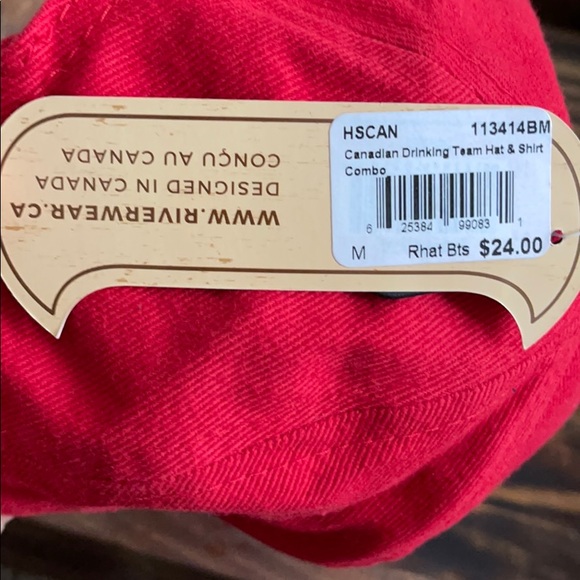 HSCAN 113414BM
Canadian Drinking Team Hat & Shirt
Combo
6 25384 99083 1
M Rhat Bts $24.00
WWW.RIVERWEAR.CA
DESIGNED IN CANADA
CONÇU AU CANADA